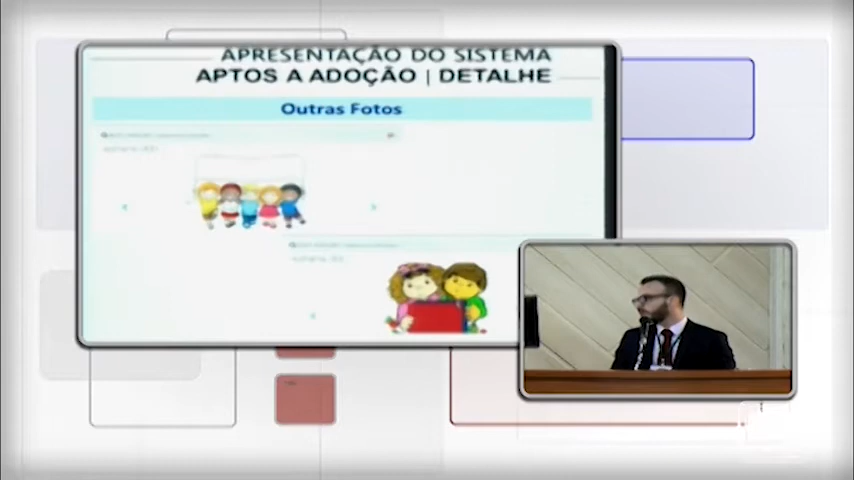 APRESENTAÇÃO DO SISTEMA
APTOS A ADOÇÃO | DETALHE
Outras Fotos